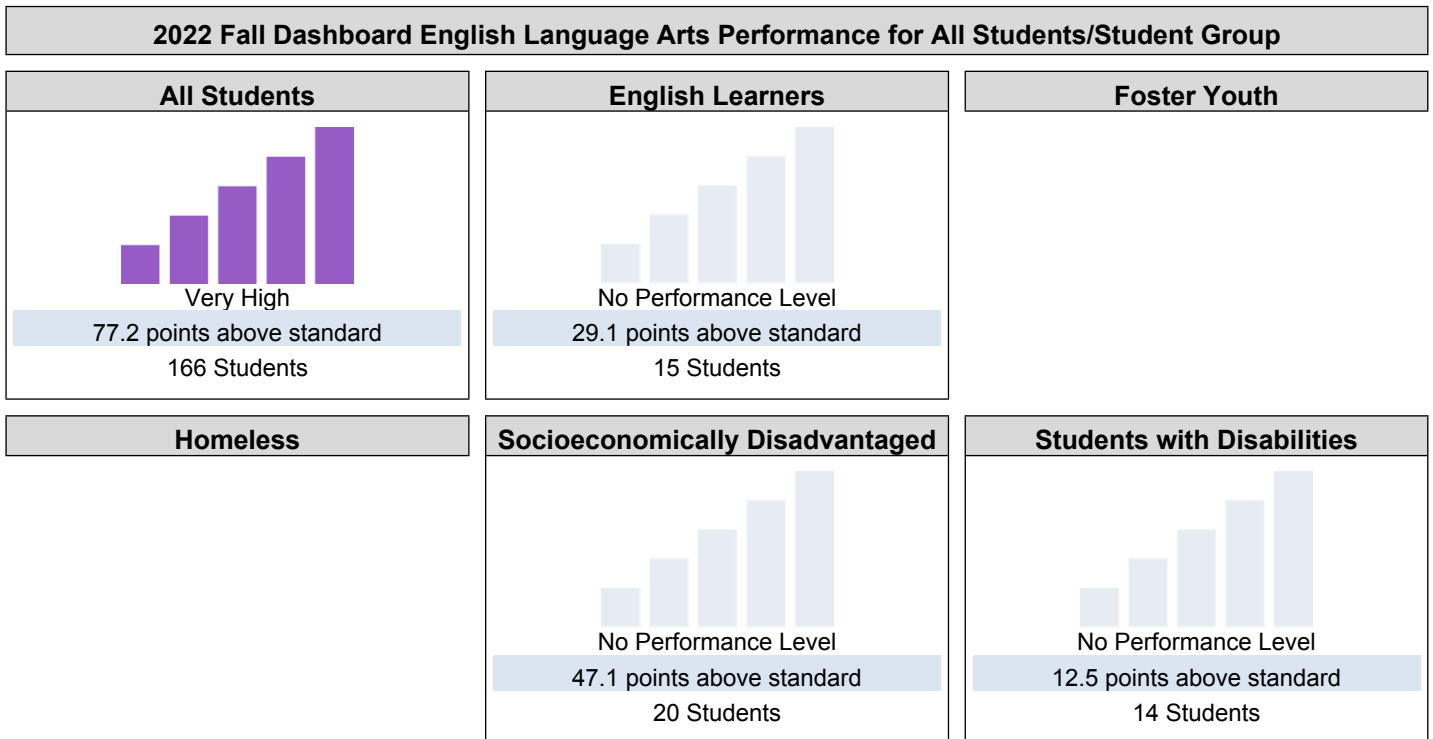 2022 Fall Dashboard English Language Arts Performance for All Students/Student Group
All Students
Very High
77.2 points above standard
166 Students
English Learners
No Performance Level
29.1 points above standard
15 Students
Foster Youth
Homeless
Socioeconomically Disadvantaged
No Performance Level
47.1 points above standard
20 Students
Students with Disabilities
No Performance Level
12.5 points above standard
14 Students